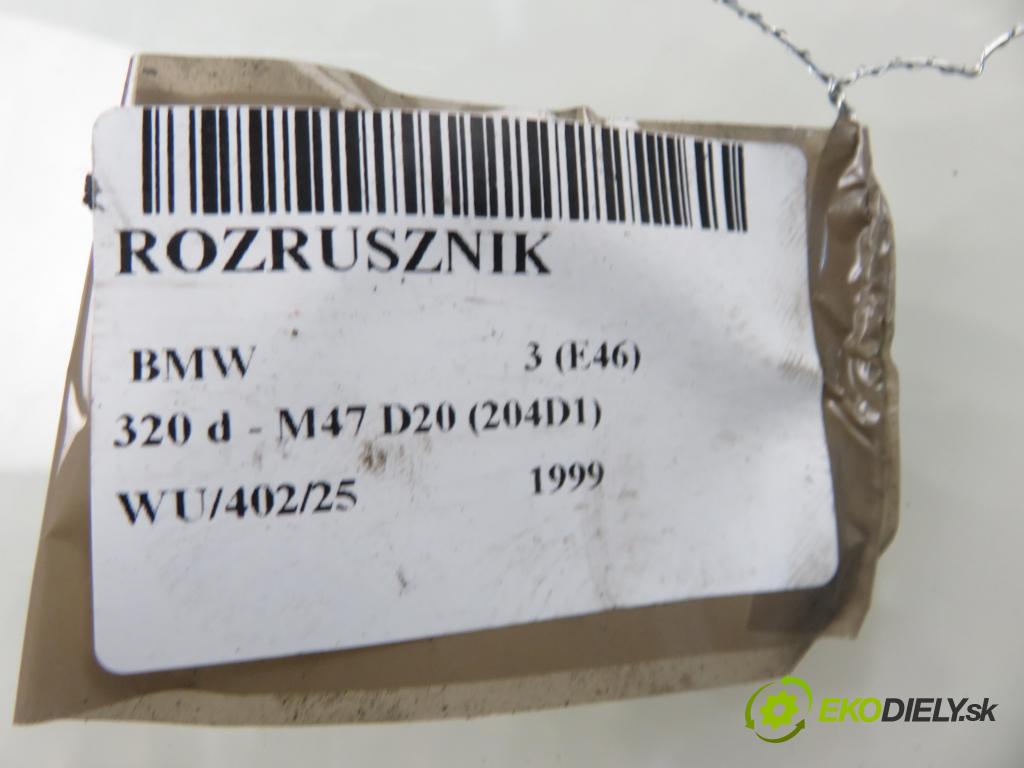 ROZRUSZNIK
BMW 3 (E46)
320 d - M47 D20 (204D1)
WU/402/25 1999
EKODIELY.sk